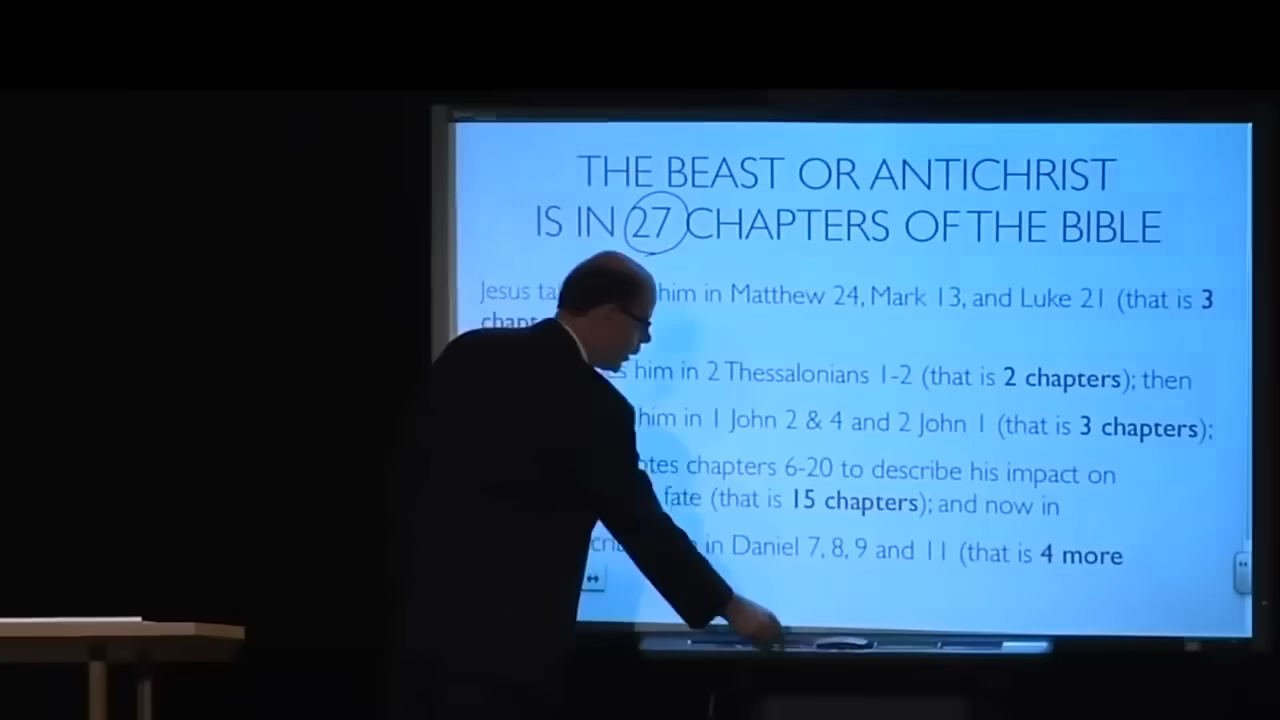 THE BEAST OR ANTICHRIST
IS IN 27 CHAPTERS OF THE BIBLE
Jesus him in Matthew 24, Mark 13, and Luke 21 (that is 3
him in 2 Thessalonians 1-2 (that is 2 chapters); then
him in 1 John 2 & 4 and 2 John 1 (that is 3 chapters);
chapters 6-20 to describe his impact on
fate (that is 15 chapters); and now in
in Daniel 7, 8, 9 and 11 (that is 4 more